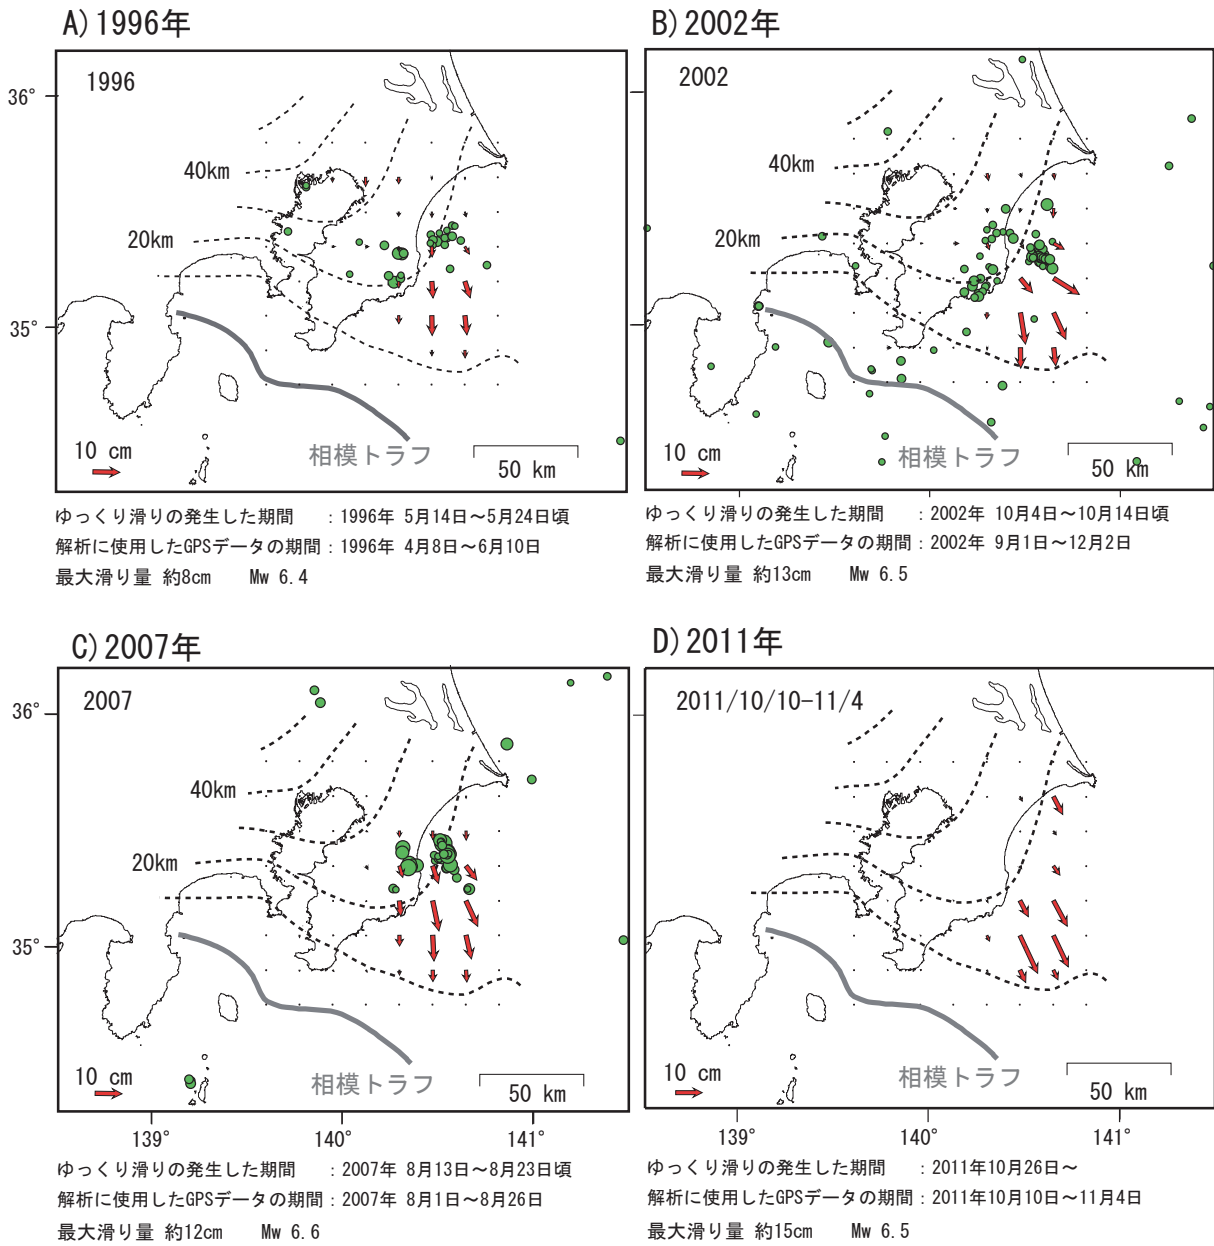 A)1996年
1996
36°
40km
20km
35°
10 cm
相模トラフ
50 km
ゆっくり滑りの発生した期間　：1996年 5月14日～5月24日頃
解析に使用したGPSデータの期間：1996年 4月8日～6月10日
最大滑り量 約8cm　Mw 6.4
B)2002年
2002
40km
20km
10 cm
相模トラフ
50 km
ゆっくり滑りの発生した期間　：2002年 10月4日～10月14日頃
解析に使用したGPSデータの期間：2002年 9月1日～12月2日
最大滑り量 約13cm　Mw 6.5
C)2007年
2007
36°
40km
20km
35°
10 cm
相模トラフ
50 km
139°
140°
141°
ゆっくり滑りの発生した期間　：2007年 8月13日～8月23日頃
解析に使用したGPSデータの期間：2007年 8月1日～8月26日
最大滑り量 約12cm　Mw 6.6
D)2011年
2011/10/10-11/4
10 cm
相模トラフ
50 km
139°
140°
141°
ゆっくり滑りの発生した期間　：2011年10月26日～
解析に使用したGPSデータの期間：2011年10月10日～11月4日
最大滑り量 約15cm　Mw 6.5